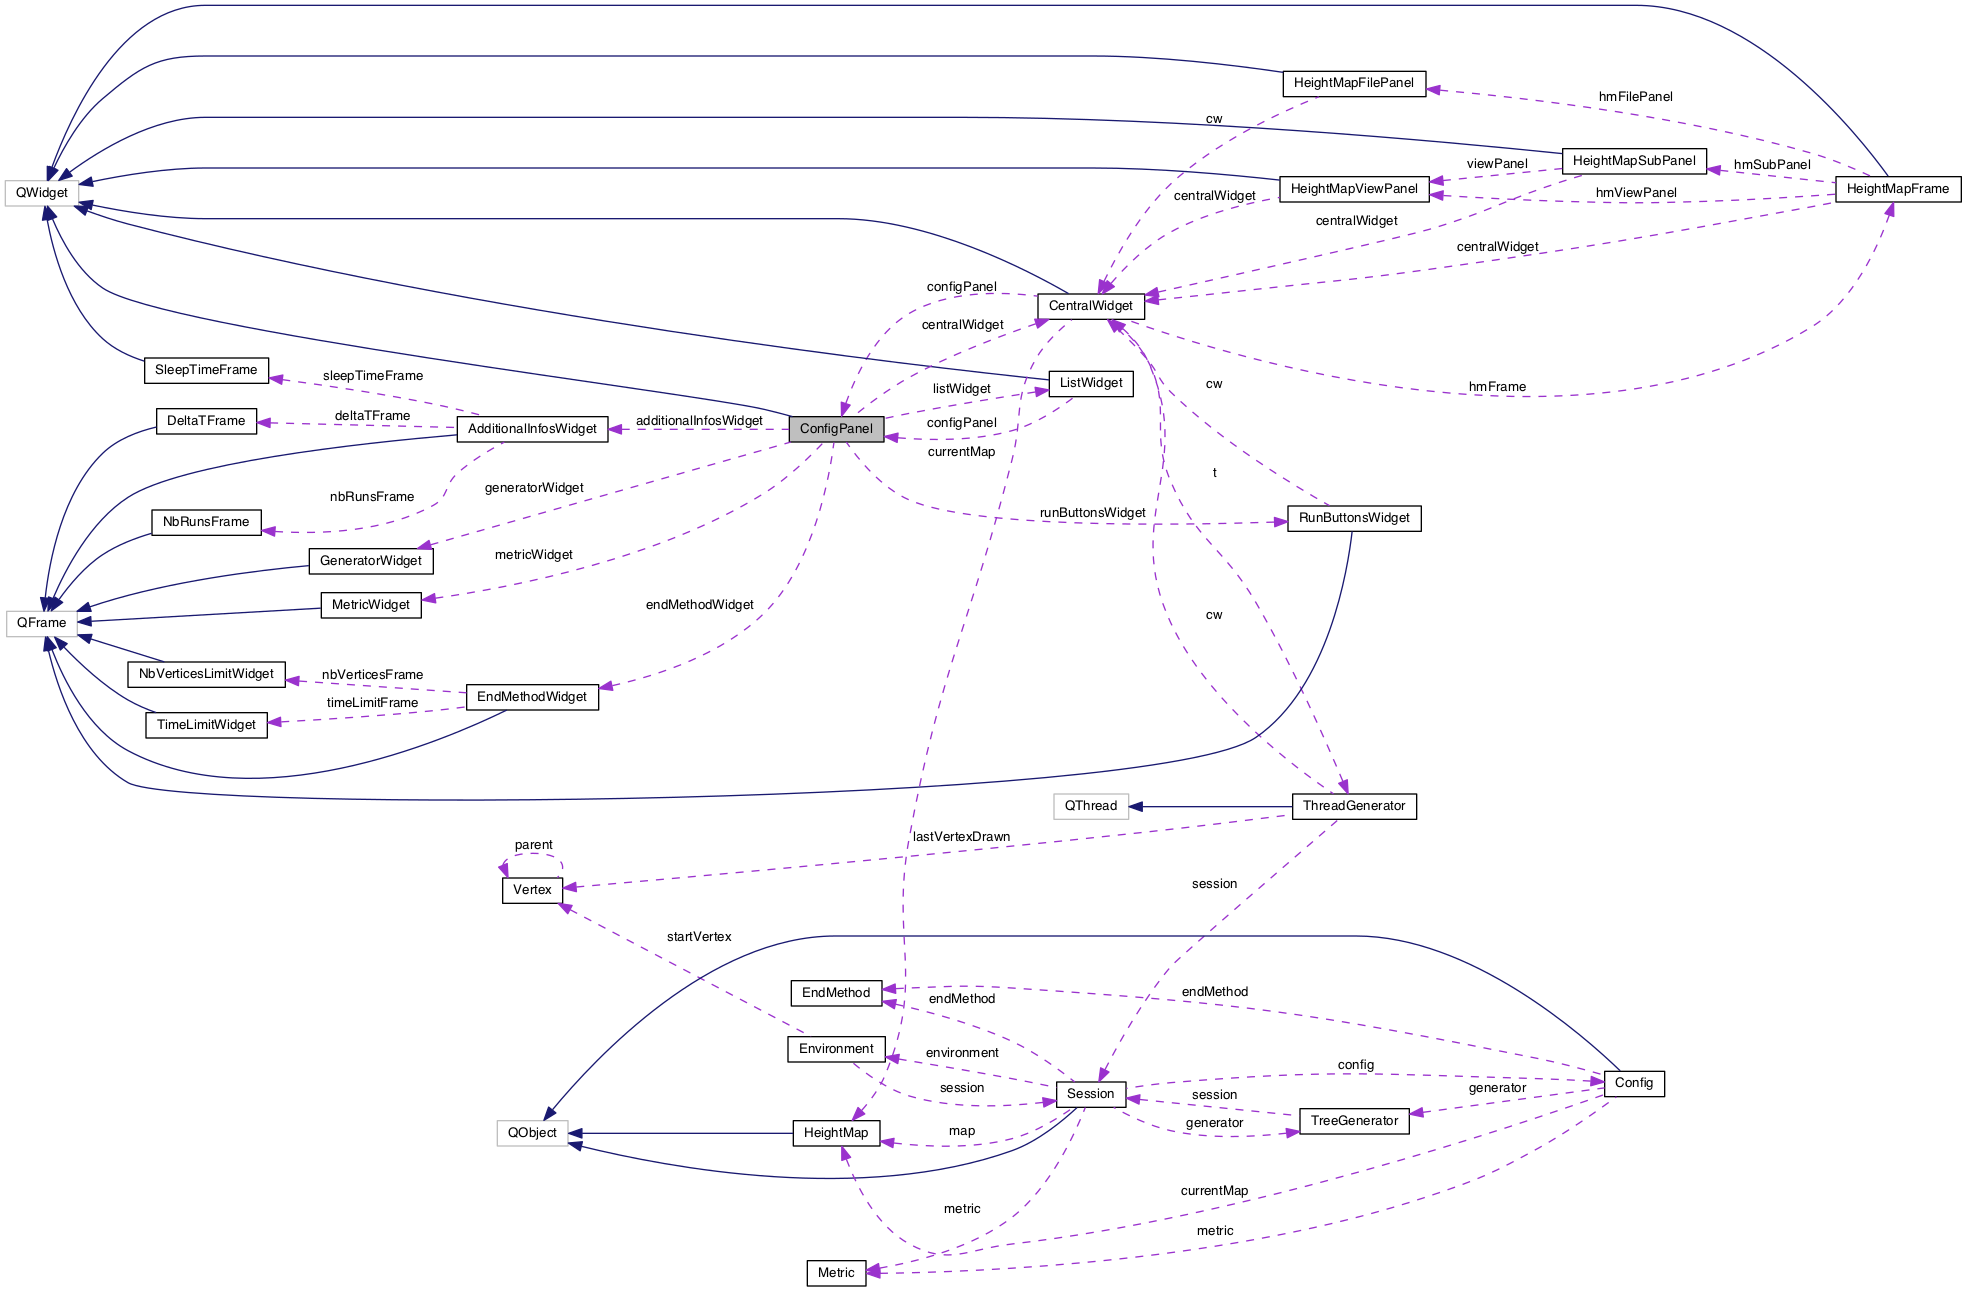 HeightMapFilePanel
hmFilePanel
cw
HeightMapSubPanel
viewPanel
hmSubPanel
QWidget
HeightMapViewPanel
HeightMapFrame
centralWidget
hmViewPanel
centralWidget
centralWidget
configPanel
CentralWidget
centralWidget
SleepTimeFrame
sleepTimeFrame
listWidget
ListWidget
cw
hmFrame
DeltaTFrame
deltaTFrame
AdditionalInfosWidget
additionalInfosWidget
ConfigPanel
configPanel
currentMap
t
generatorWidget
nbRunsFrame
NbRunsFrame
runButtonsWidget
RunButtonsWidget
GeneratorWidget
metricWidget
MetricWidget
endMethodWidget
cw
QFrame
NbVerticesLimitWidget
nbVerticesFrame
EndMethodWidget
timeLimitFrame
TimeLimitWidget
QThread
ThreadGenerator
lastVertexDrawn
parent
Vertex
session
startVertex
EndMethod
endMethod
endMethod
Environment
environment
config
session
Session
session
generator
Config
QObject
HeightMap
map
generator
TreeGenerator
currentMap
metric
metric
Metric